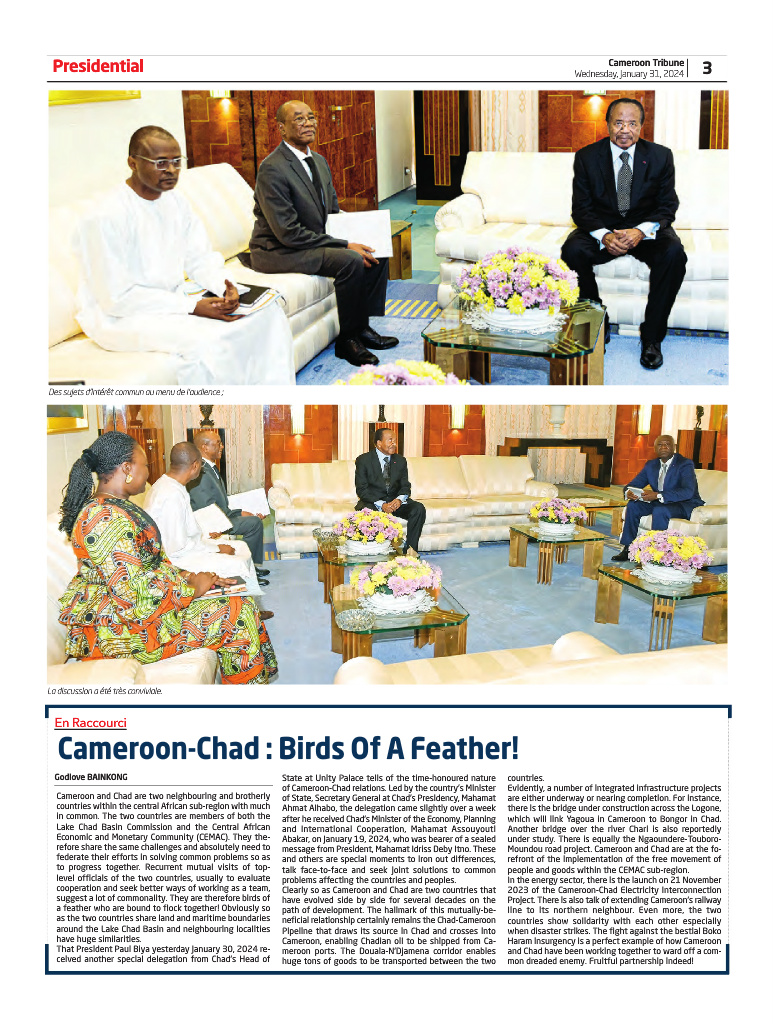 Presidential
Cameroon Tribune
Wednesday, January 31, 2024
3
Des sujets d'intérêt commun au menu de l'audience ;
La discussion a été très conviviale.
En Raccourci
Cameroon-Chad : Birds Of A Feather!
Godlove BAINKONG
Cameroon and Chad are two neighbouring and brotherly
countries within the central African sub-region with much
in common. The two countries are members of both the
Lake Chad Basin Commission and the Central African
Economic and Monetary Community (CEMAC). They the-
refore share the same challenges and absolutely need to
federate their efforts in solving common problems so as
to progress together. Recurrent mutual visits of top-
level officials of the two countries, usually to evaluate
cooperation and seek better ways of working as a team,
suggest a lot of commonality. They are therefore birds of
a feather who are bound to flock together! Obviously so
as the two countries share land and maritime boundaries
around the Lake Chad Basin and neighbouring localities
have huge similarities.
That President Paul Biya yesterday January 30, 2024 re-
ceived another special delegation from Chad's Head of
State at Unity Palace tells of the time-honoured nature
of Cameroon-Chad relations. Led by the country's Minister
of State, Secretary General at Chad's Presidency, Mahamat
Ahmat Alhabo, the delegation came slightly over a week
after he received Chad's Minister of the Economy, Planning
and International Cooperation, Mahamat Assouyouti
Abakar, on January 19, 2024, who was bearer of a sealed
message from President, Mahamat Idriss Deby Itno. These
and others are special moments to iron out differences,
talk face-to-face and seek joint solutions to common
problems affecting the countries and peoples.
Clearly so as Cameroon and Chad are two countries that
have evolved side by side for several decades on the
path of development. The hallmark of this mutually-be-
neficial relationship certainly remains the Chad-Cameroon
Pipeline that draws its source in Chad and crosses into
Cameroon, enabling Chadian oil to be shipped from Ca-
meroon ports. The Douala-N'Djamena corridor enables
huge tons of goods to be transported between the two
countries.
Evidently, a number of integrated infrastructure projects
are either underway or nearing completion. For instance,
there is the bridge under construction across the Logone,
which will link Yagoua in Cameroon to Bongor in Chad.
Another bridge over the river Chari is also reportedly
under study. There is equally the Ngaoundere-Touboro-
Moundou road project. Cameroon and Chad are at the fo-
refront of the implementation of the free movement of
people and goods within the CEMAC sub-region.
In the energy sector, there is the launch on 21 November
2023 of the Cameroon-Chad Electricity Interconnection
Project. There is also talk of extending Cameroon's railway
line to its northern neighbour. Even more, the two
countries show solidarity with each other especially
when disaster strikes. The fight against the bestial Boko
Haram insurgency is a perfect example of how Cameroon
and Chad have been working together to ward off a com-
mon dreaded enemy. Fruitful partnership indeed!